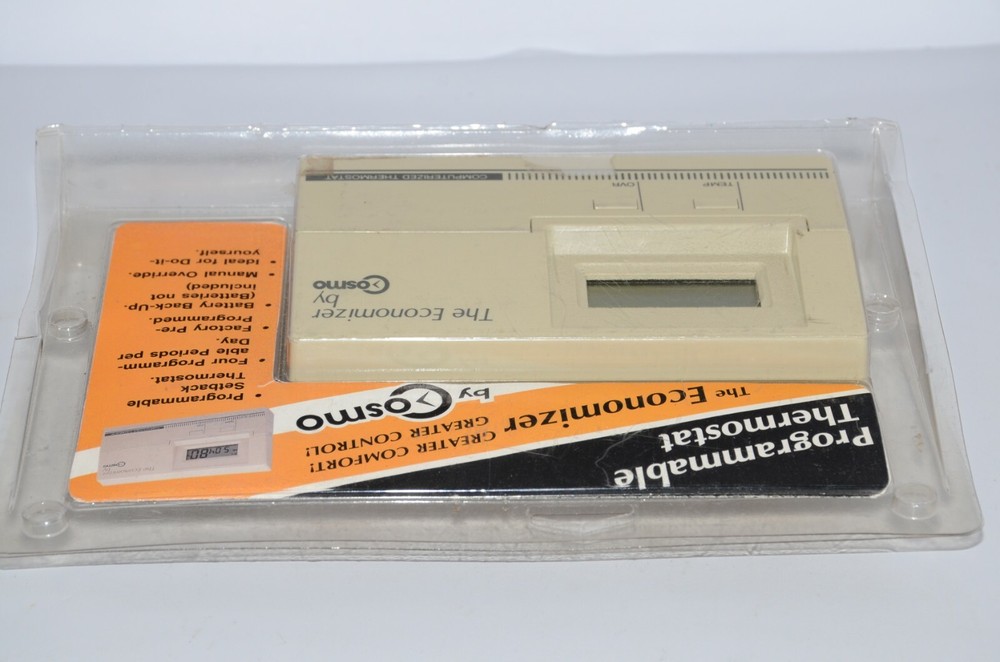 Programmable
Thermostat
The Economizer
by Cosmo
GREATER COMFORT!
GREATER CONTROL!
• Programmable
Setback
Thermostat.
• Four Programm-
able Periods per
Day.
• Factory Pre-
Programmed.
• Battery Back-Up.
(Batteries not
included)
• Manual Override.
• Ideal for Do-it-
yourself.
The Economizer
by
Cosmo
TEMP
OVR
COMPUTERIZED THERMOSTAT